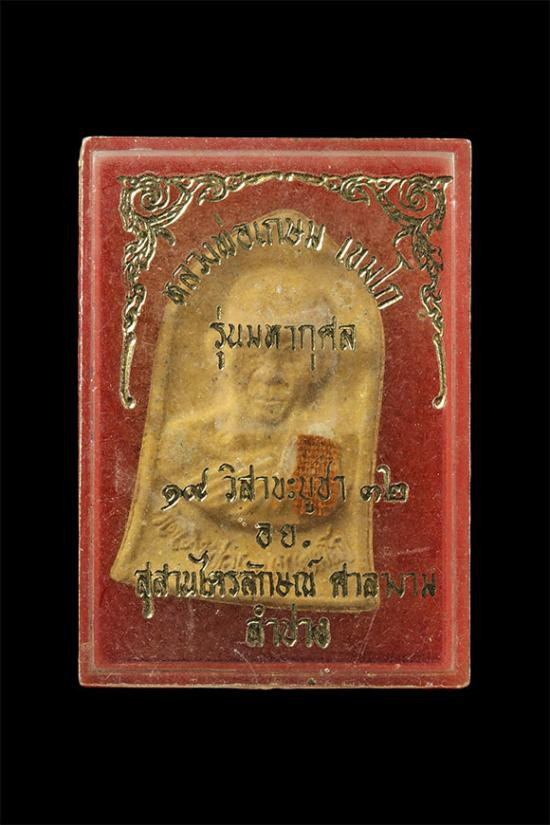 หลวงพ่อเกษม เขมโก
รุ่นมหากุศล
๑๙ วิสาขะบูชา ๓๒
อย.
สุสานไตรลักษณ์ ศาลาบาม
ลำปาง